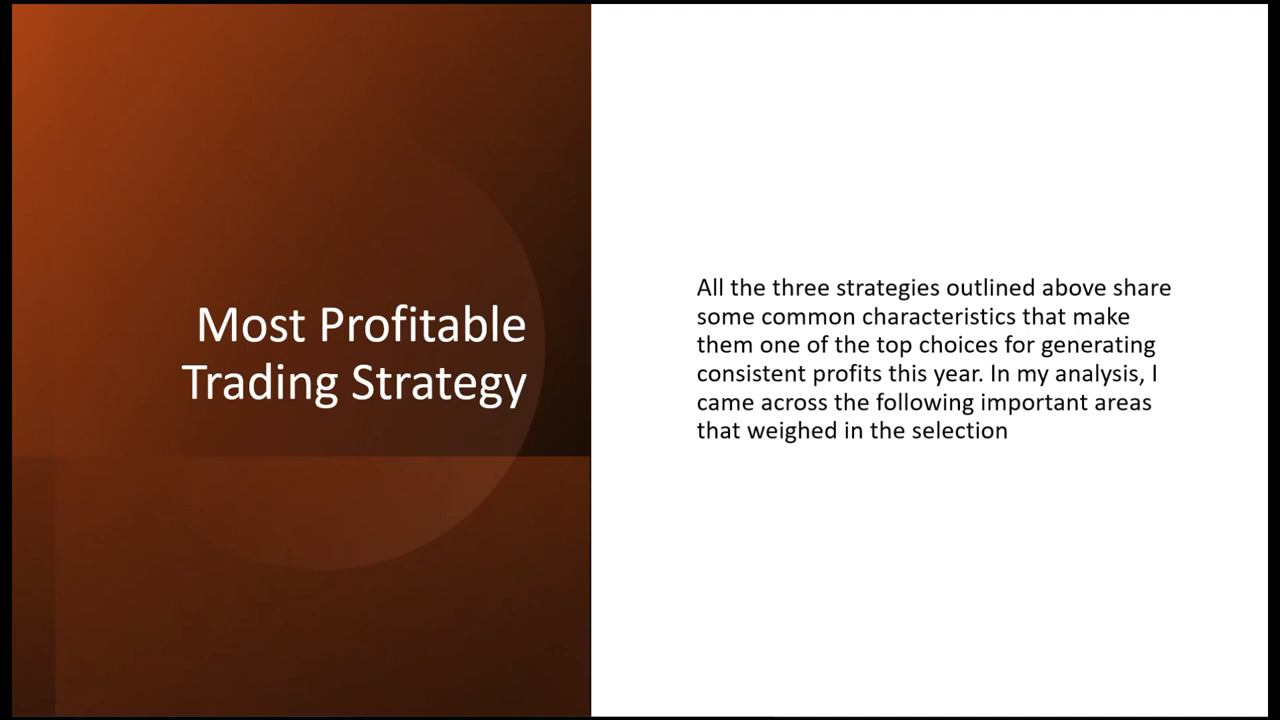 Most Profitable
Trading Strategy
All the three strategies outlined above share
some common characteristics that make
them one of the top choices for generating
consistent profits this year. In my analysis, I
came across the following important areas
that weighed in the selection